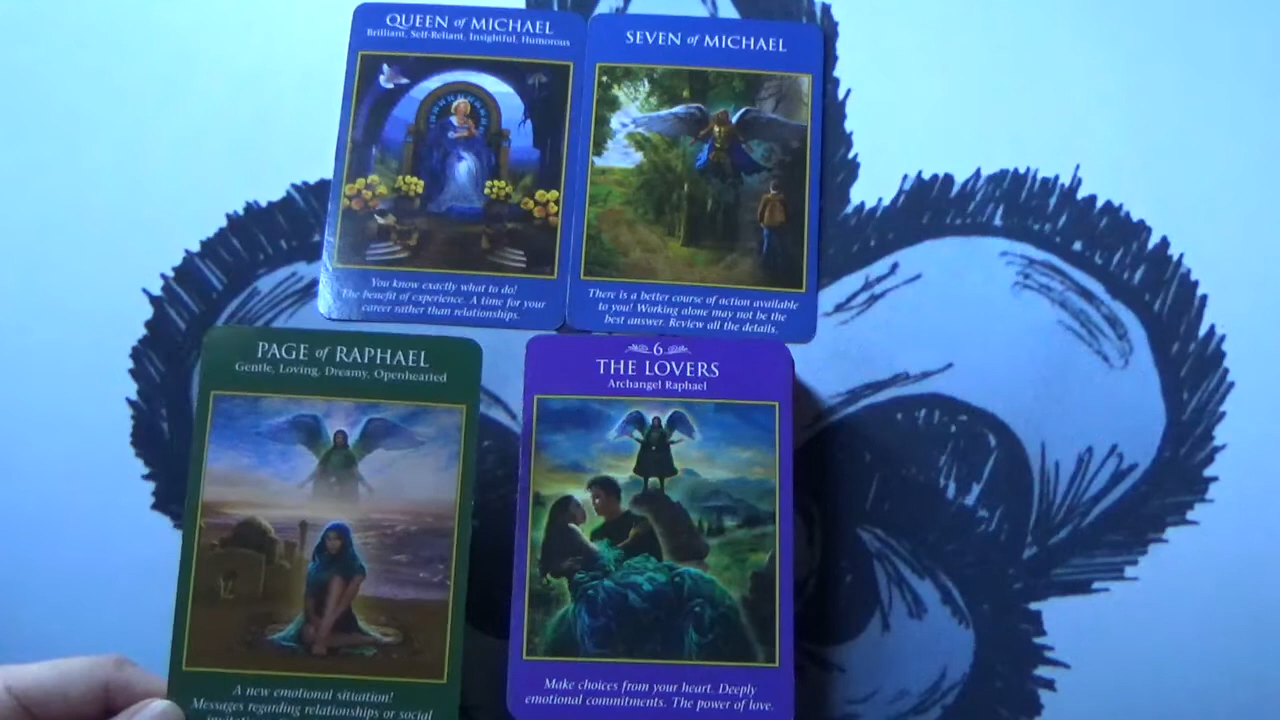 QUEEN of MICHAEL
Brilliant, Self-Reliant, Insightful, Humorous
You know exactly what to do!
The benefit of experience. A time for your
career rather than relationships.
SEVEN of MICHAEL
There is a better course of action available
to you! Working alone may not be the
best answer. Review all the details.
PAGE of RAPHAEL
Gentle, Loving, Dreamy, Openhearted
A new emotional situation!
Messages regarding relationships or social
6
THE LOVERS
Archangel Raphael
Make choices from your heart. Deeply
emotional commitments. The power of love.